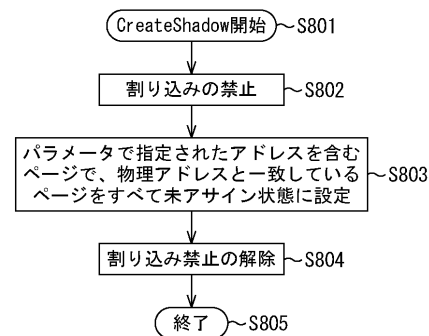 CreateShadow開始 S801
割り込みの禁止 S802
パラメータで指定されたアドレスを含む
ページで、物理アドレスと一致している S803
ページをすべて未アサイン状態に設定
割り込み禁止の解除 S804
終了 S805